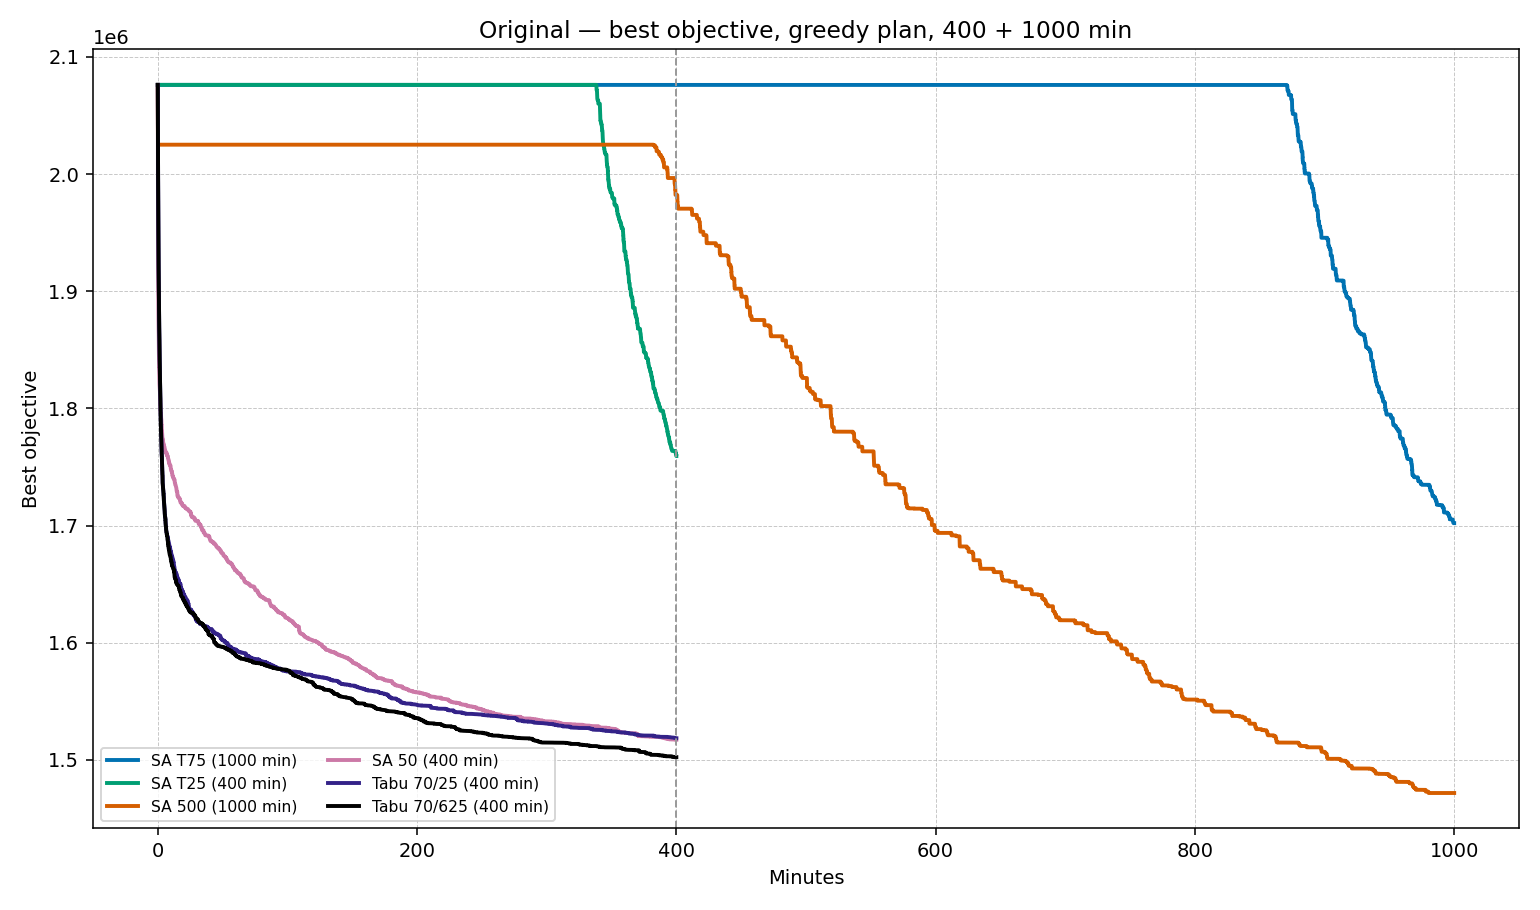 Original — best objective, greedy plan, 400 + 1000 min
1e6
2.1
2.0
1.9
1.8
1.7
1.6
1.5
Best objective
SA T75 (1000 min)
SA T25 (400 min)
SA 500 (1000 min)
SA 50 (400 min)
Tabu 70/25 (400 min)
Tabu 70/625 (400 min)
0 200 400 600 800 1000
Minutes